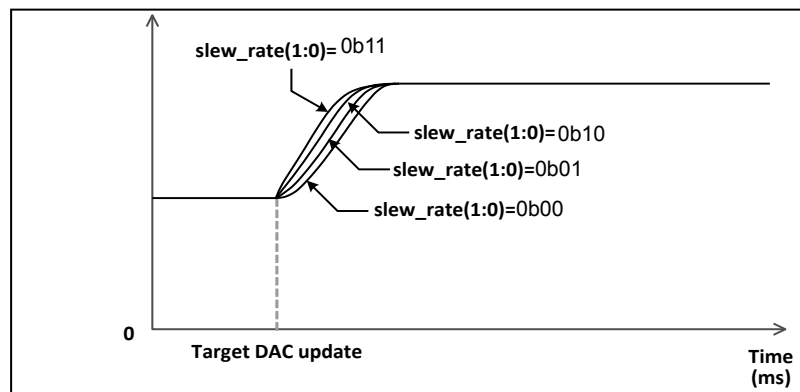 slew_rate(1:0)= 0b11
slew_rate(1:0)=0b10
slew_rate(1:0)=0b01
slew_rate(1:0)=0b00
0
Target DAC update
Time
(ms)